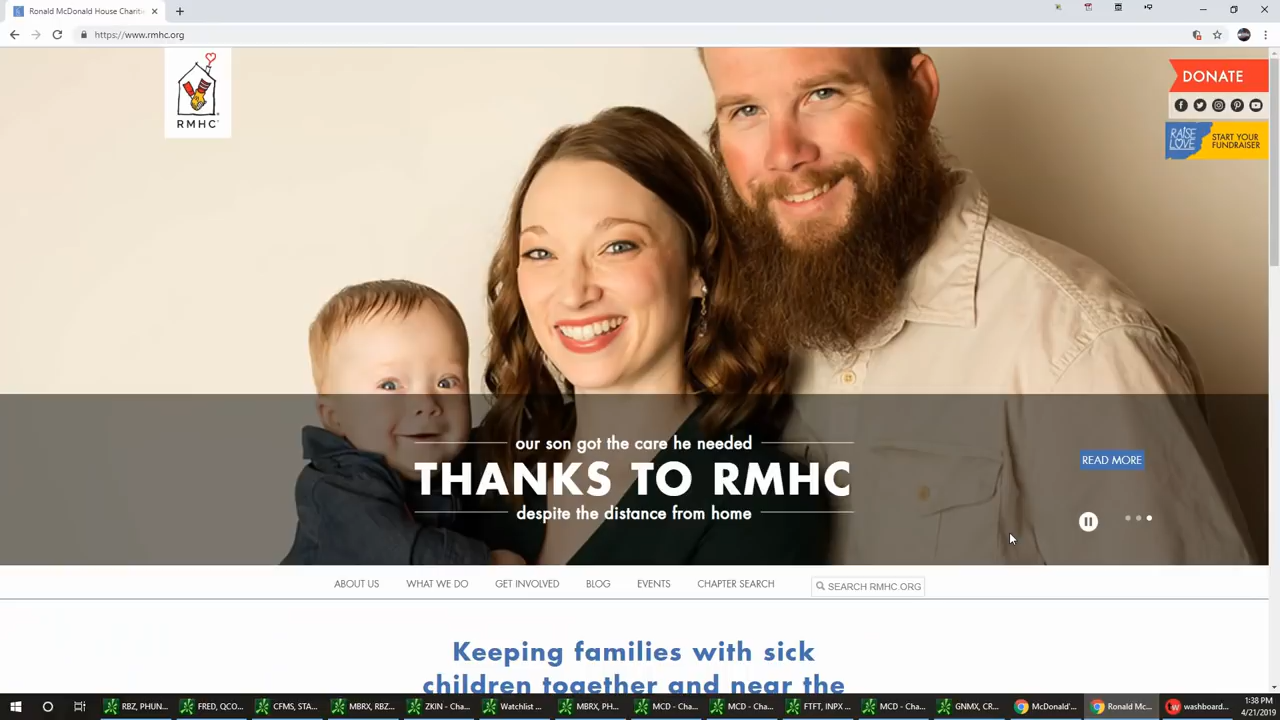 Ronald McDonald House Chariti
https://www.rmhc.org
RMHC
DONATE
RAISE LOVE
START YOUR
FUNDRAISER
our son got the care he needed
THANKS TO RMHC
despite the distance from home
READ MORE
ABOUT US
WHAT WE DO
GET INVOLVED
BLOG
EVENTS
CHAPTER SEARCH
SEARCH RMHC.ORG
Keeping families with sick
children together and near the
RBZ, PHUN...
FRED, QCO...
CFMS, STA...
MBRX, RBZ...
ZKIN - Cha...
Watchlist ...
MBRX, PH...
MCD - Cha...
MCD - Cha...
FTFT, INPX ...
MCD - Cha...
GNMX, CR...
McDonald'...
Ronald Mc...
washboard...
1:38 PM
4/21/2019